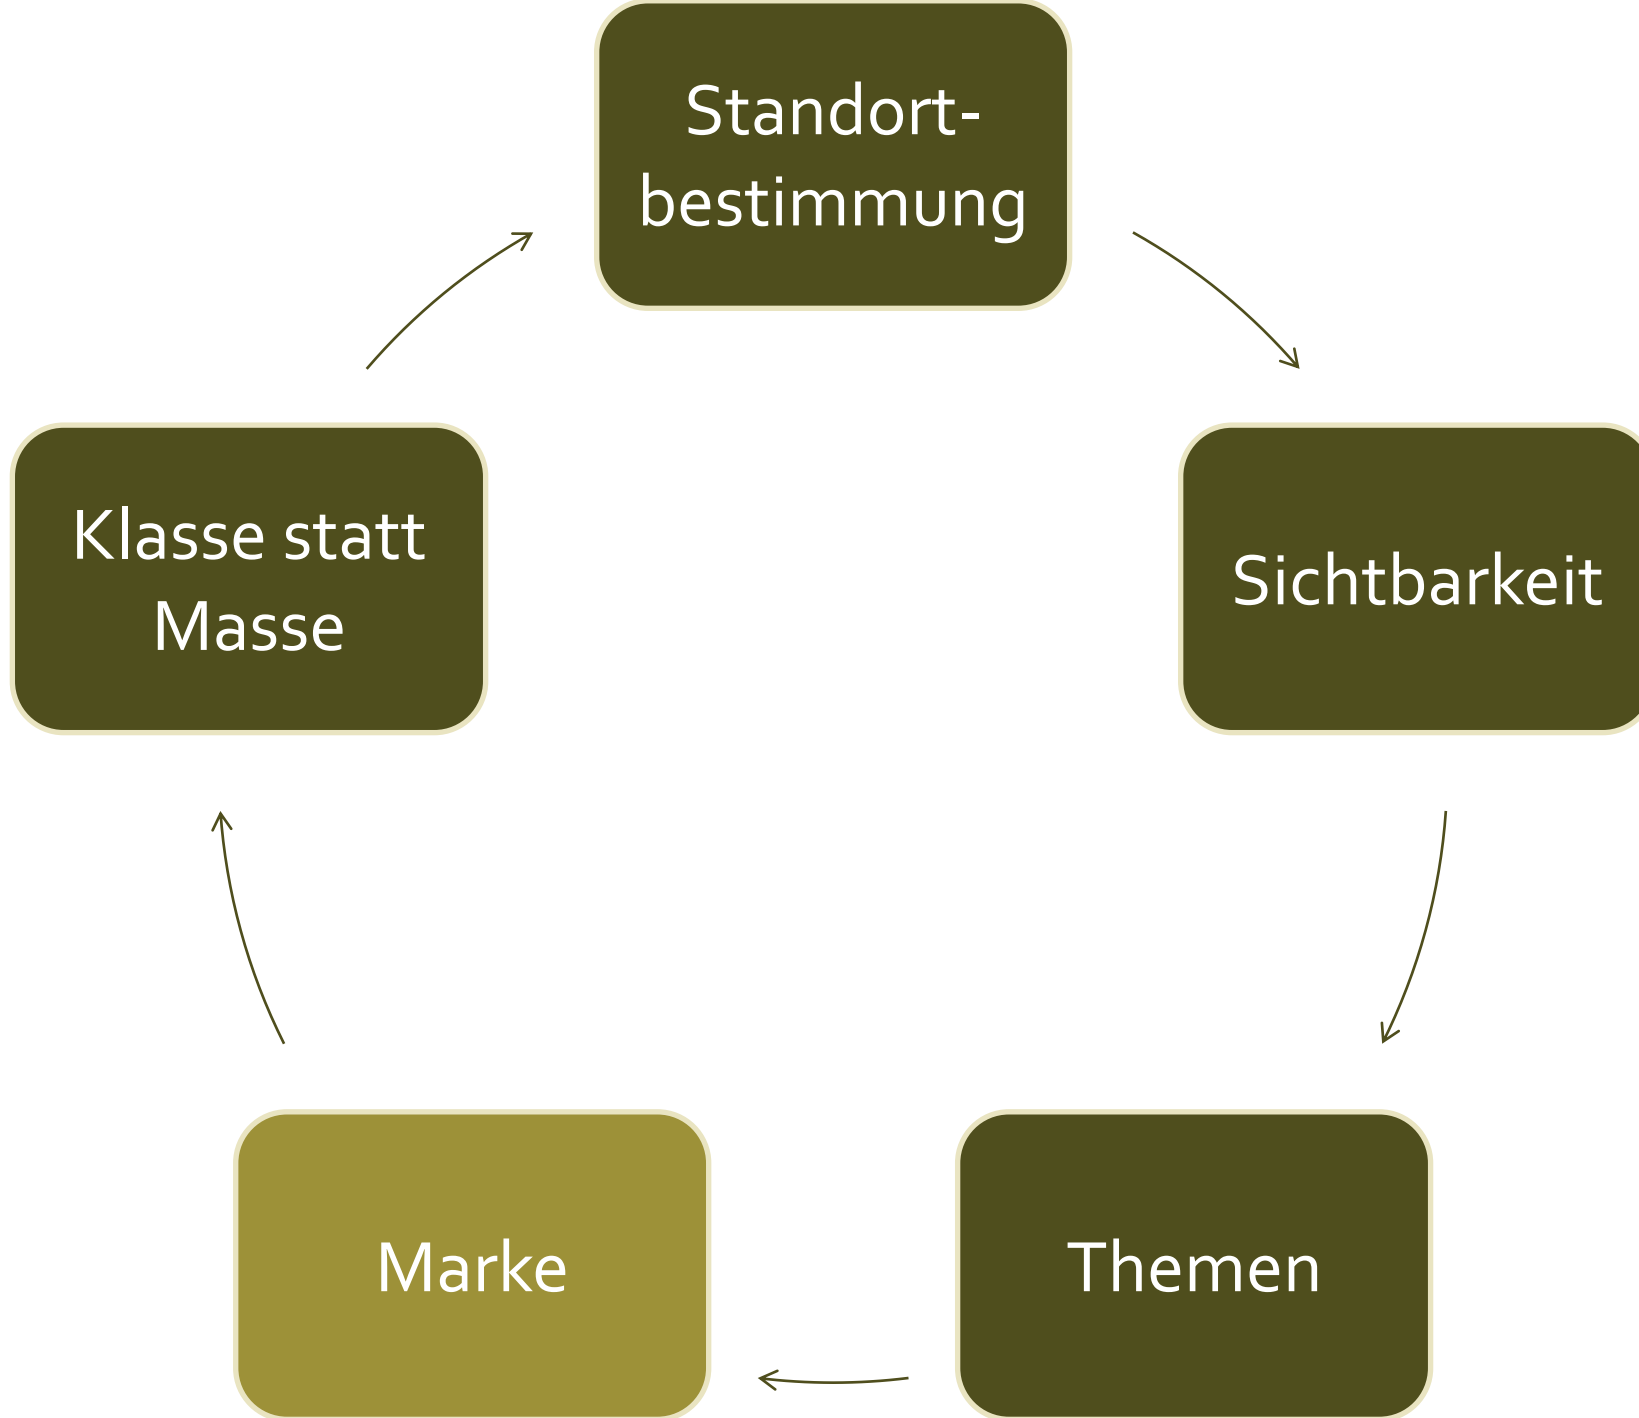 Standort-
bestimmung
Klasse statt
Masse
Sichtbarkeit
Marke
Themen